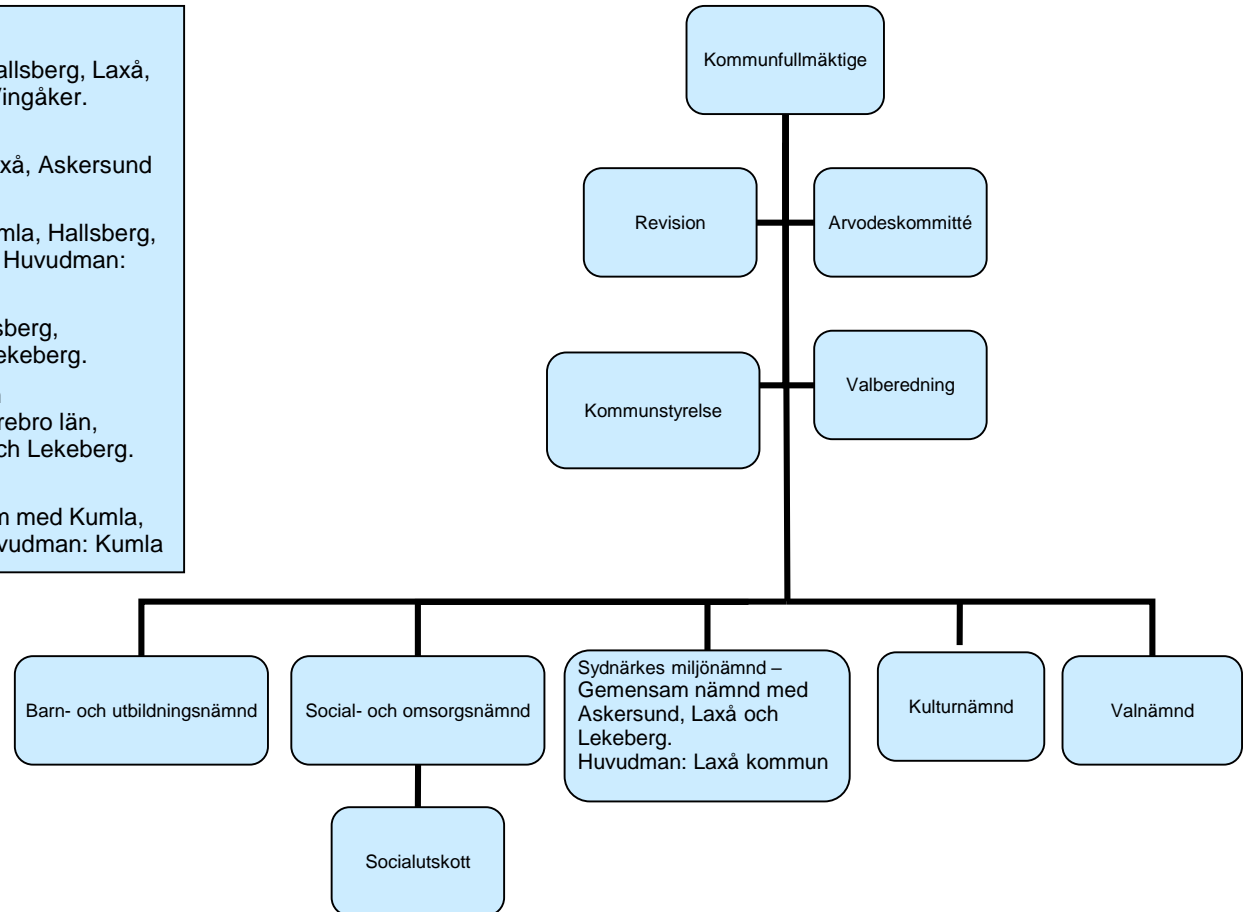 allsberg, Laxå,
Vingåker.
xå, Askersund
mla, Hallsberg,
Huvudman:
sberg,
ekeberg.
rebro län,
ch Lekeberg.
m med Kumla,
vudman: Kumla
Kommunfullmäktige
Revision
Arvodeskommitté
Kommunstyrelse
Valberedning
Barn- och utbildningsnämnd
Social- och omsorgsnämnd
Sydnärkes miljönämnd –
Gemensam nämnd med
Askersund, Laxå och
Lekeberg.
Huvudman: Laxå kommun
Kulturnämnd
Valnämnd
Socialutskott